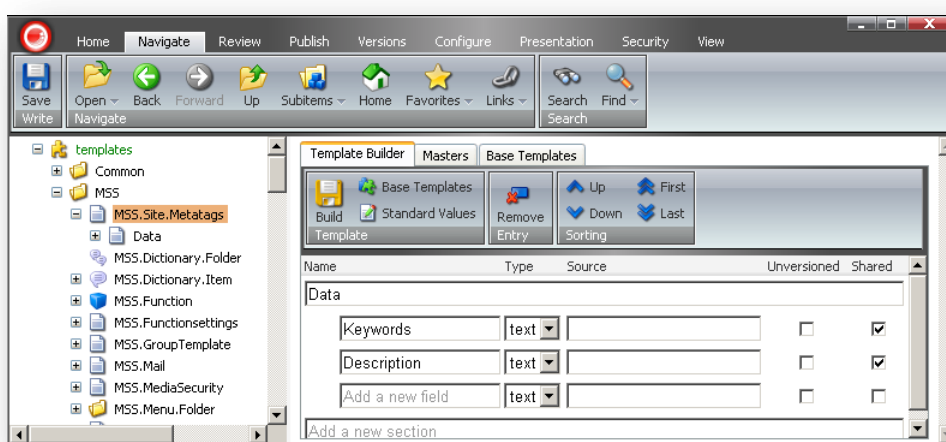 Home Navigate Review Publish Versions Configure Presentation Security View
Save Open Back Forward Up Subitems Home Favorites Links Search Find
Write Navigate Search
templates
Common
MSS
MSS.Site.Metatags
Data
MSS.Dictionary.Folder
MSS.Dictionary.Item
MSS.Function
MSS.Functionsettings
MSS.GroupTemplate
MSS.Mail
MSS.MediaSecurity
MSS.Menu.Folder
Template Builder Masters Base Templates
Build Base Templates Standard Values Remove Up First Down Last
Template Entry Sorting
Name Type Source Unversioned Shared
Data
Keywords text
Description text
Add a new field text
Add a new section